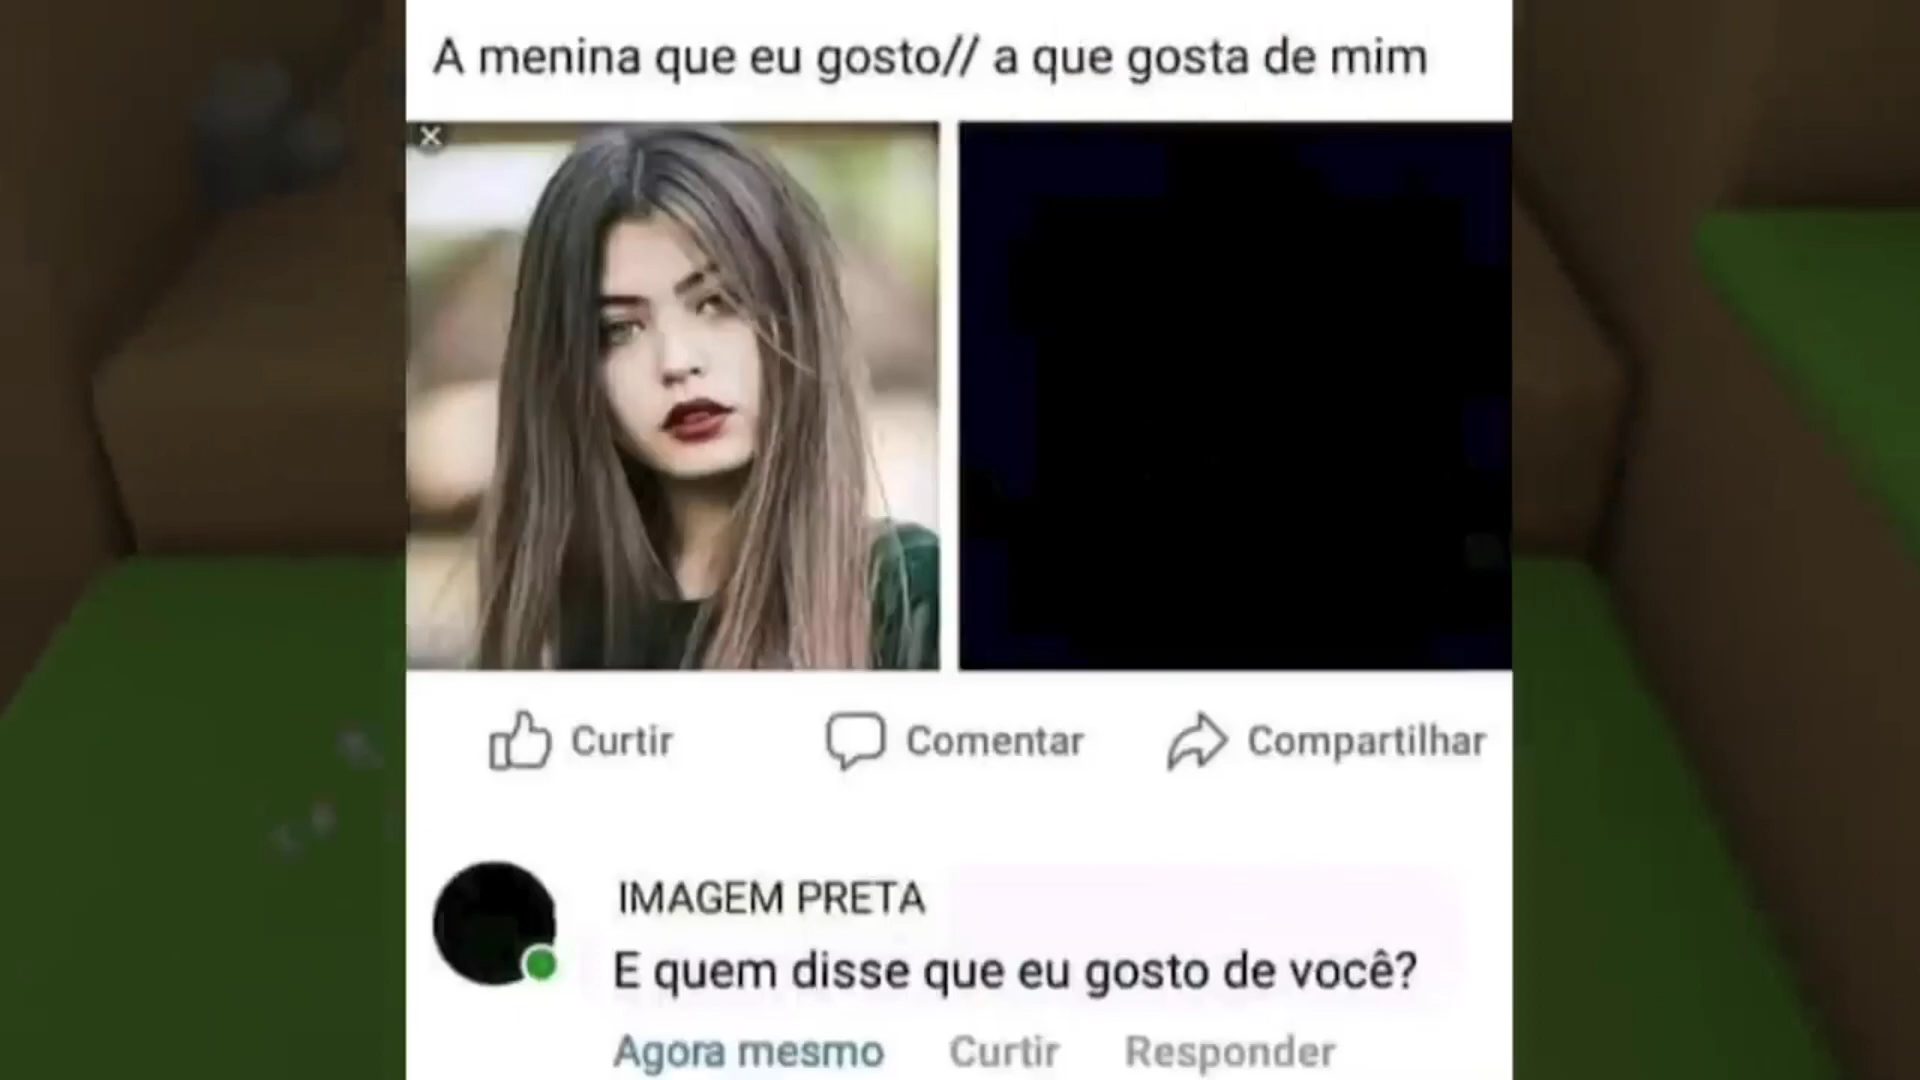 A menina que eu gosto// a que gosta de mim
Curtir
Comentar
Compartilhar
IMAGEM PRETA
E quem disse que eu gosto de você?
Agora mesmo
Curtir
Responder